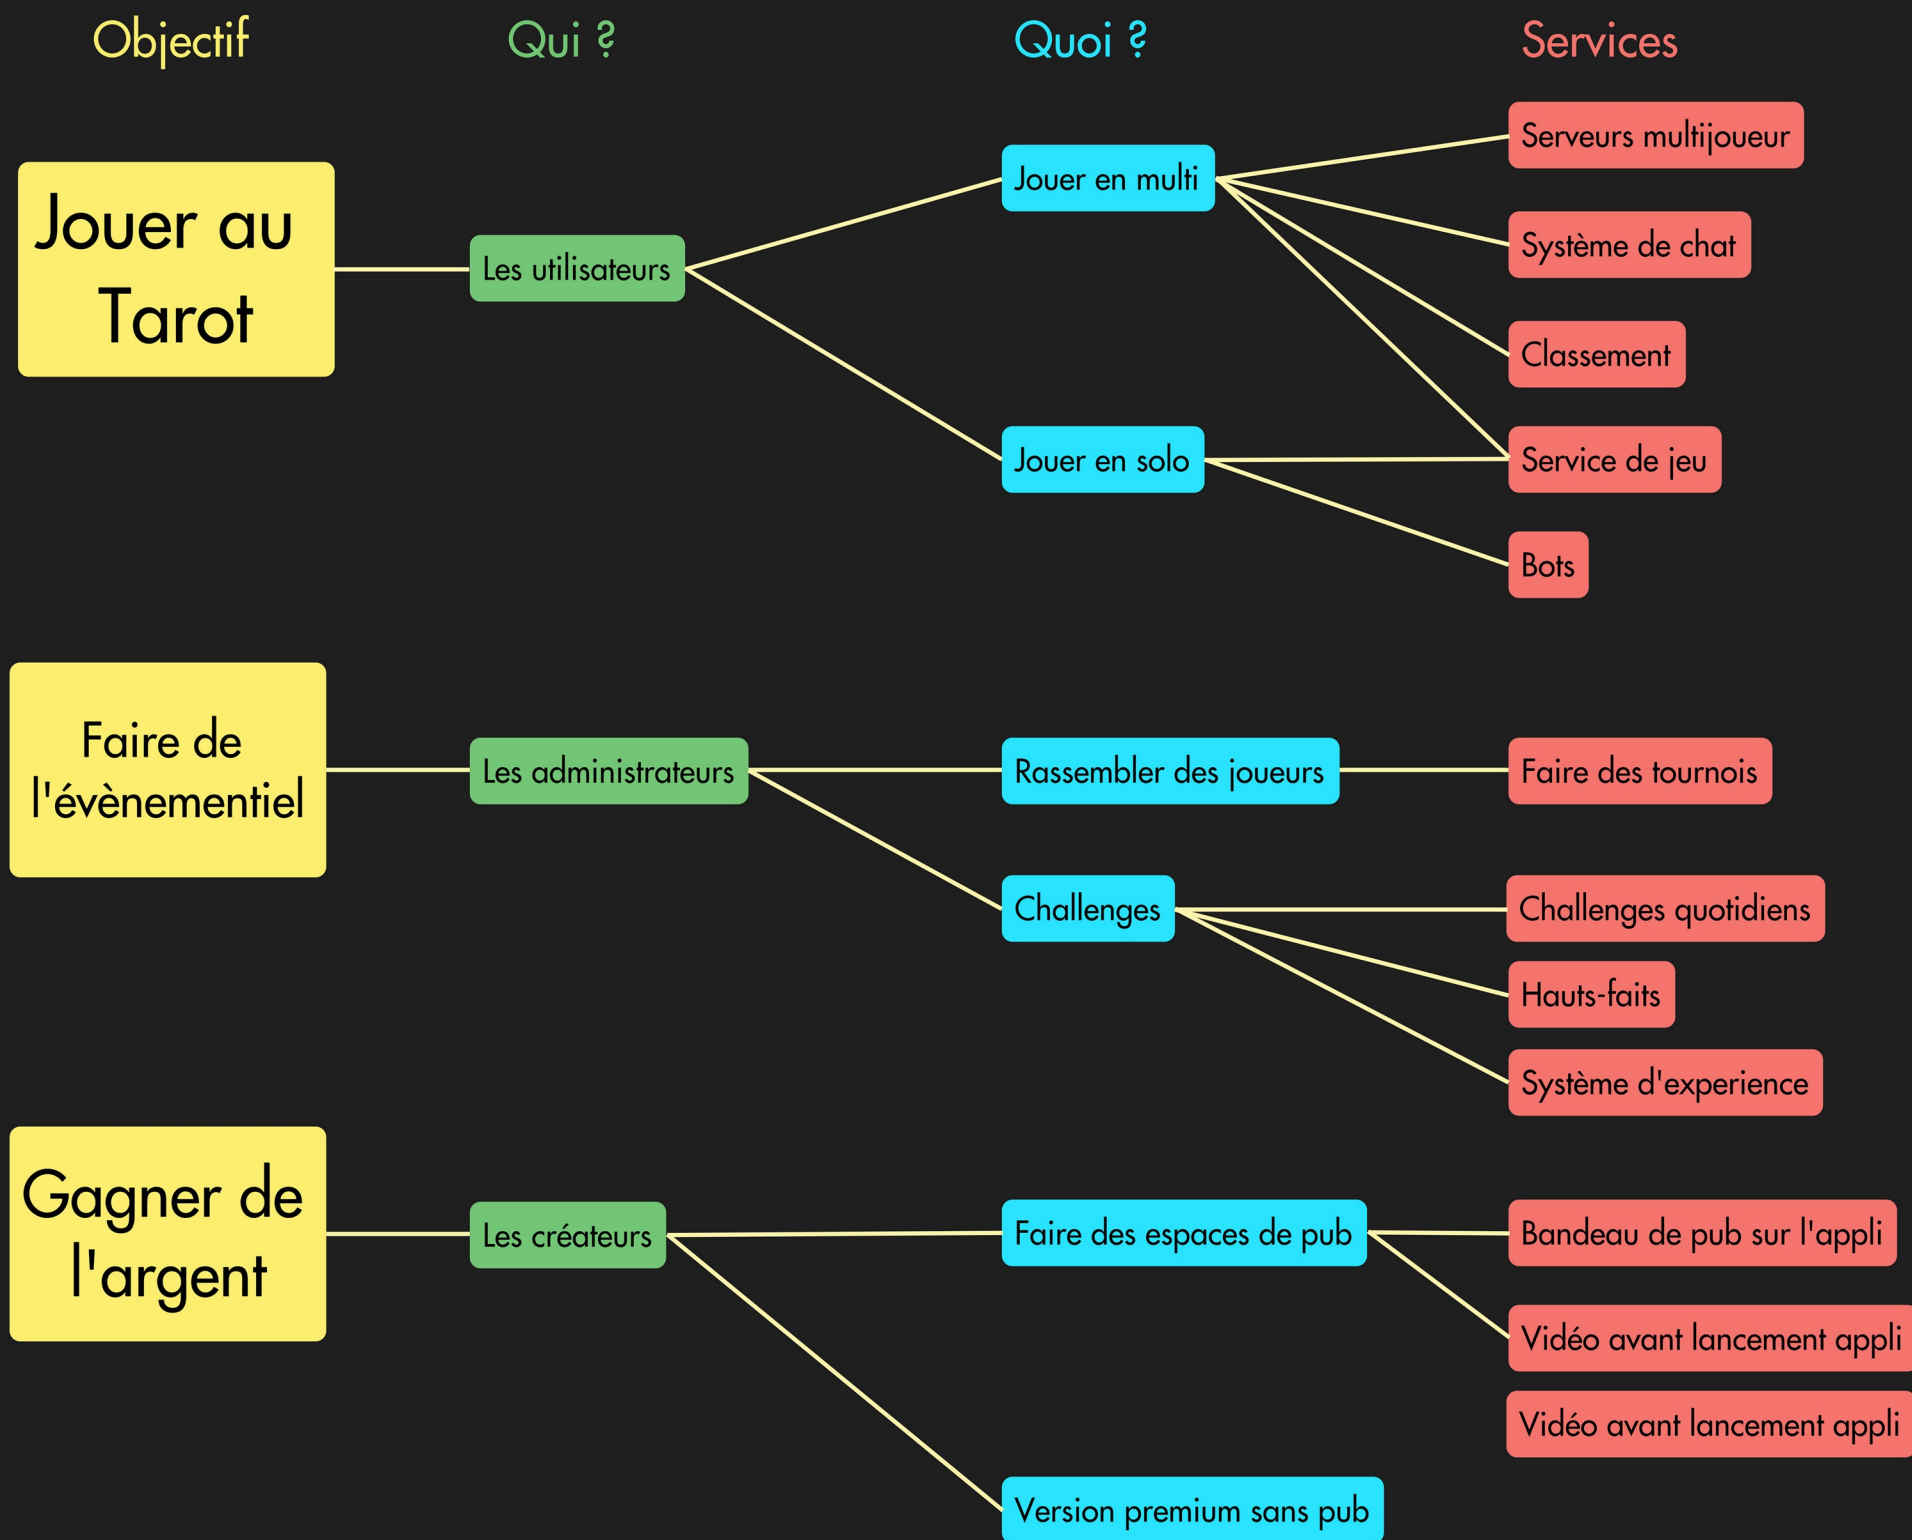 Objectif
Qui ?
Quoi ?
Services
Jouer au
Tarot
Les utilisateurs
Jouer en multi
Serveurs multijoueur
Système de chat
Classement
Jouer en solo
Service de jeu
Bots
Faire de
l'évènementiel
Les administrateurs
Rassembler des joueurs
Faire des tournois
Challenges
Challenges quotidiens
Hauts-faits
Système d'experience
Gagner de
l'argent
Les créateurs
Faire des espaces de pub
Bandeau de pub sur l'appli
Vidéo avant lancement appli
Vidéo avant lancement appli
Version premium sans pub